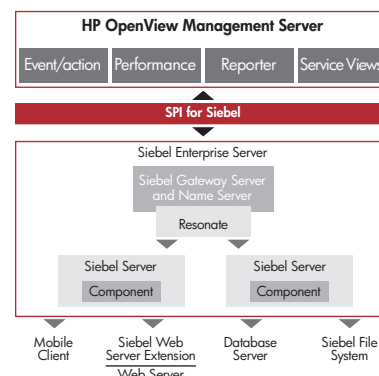 HP OpenView Management Server
Event/action Performance Reporter Service Views
SPI for Siebel
Siebel Enterprise Server
Siebel Gateway Server
and Name Server
Resonate
Siebel Server Siebel Server
Component Component
Mobile Siebel Web Database Siebel File
Client Server Extension Server System
Web Server